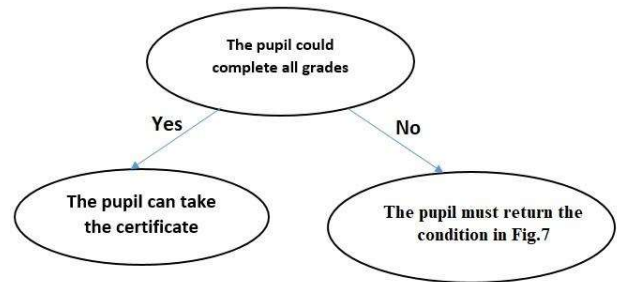 The pupil could
complete all grades
Yes
No
The pupil can take
the certificate
The pupil must return the
condition in Fig.7